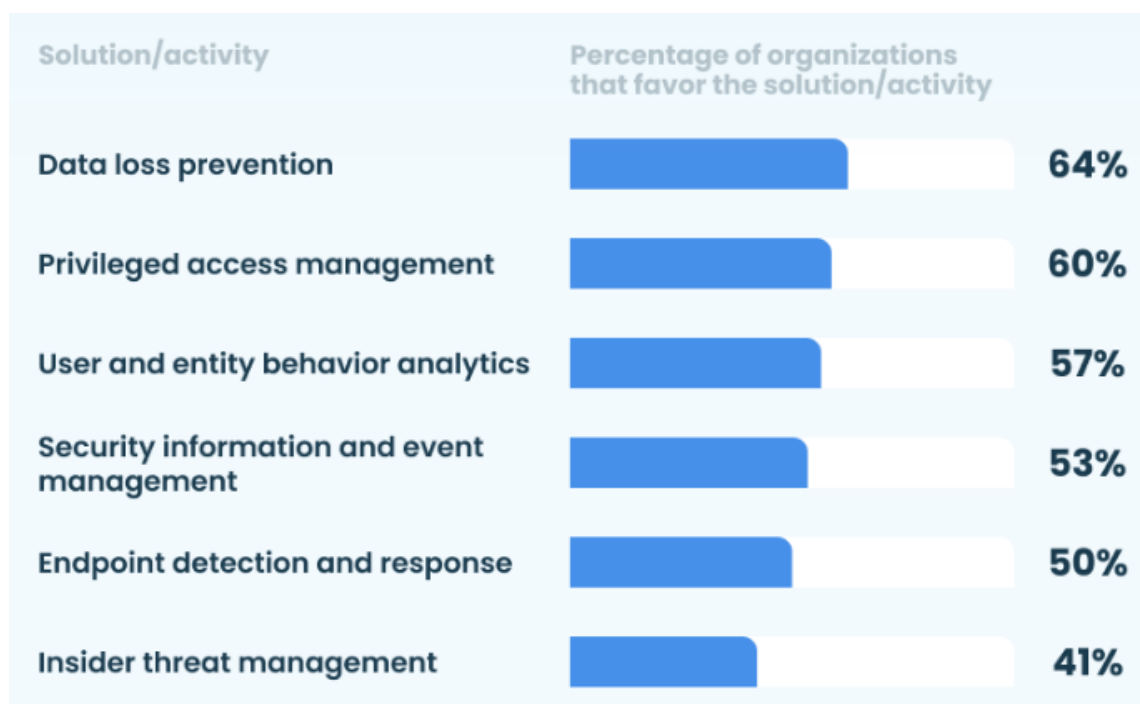 Solution/activity
Percentage of organizations
that favor the solution/activity
Data loss prevention
64%
Privileged access management
60%
User and entity behavior analytics
57%
Security information and event
management
53%
Endpoint detection and response
50%
Insider threat management
41%